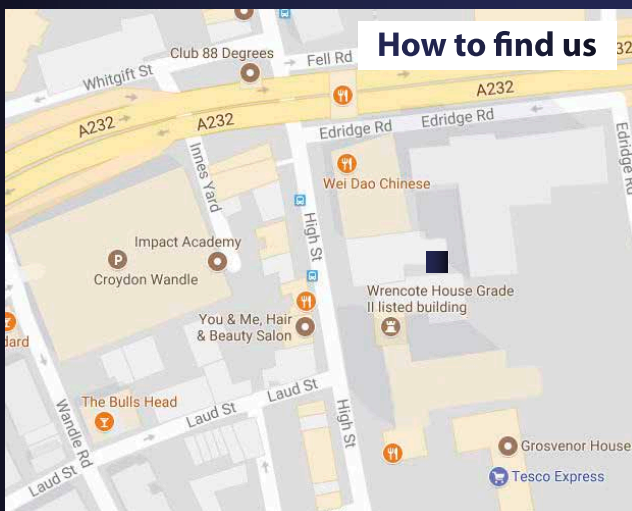 How to find us
Club 88 Degrees
Fell Rd
Whitgift St
A232
A232
A232
Edridge Rd
Edridge Rd
Edridge Rd
Innes Yard
Wei Dao Chinese
High St
Impact Academy
P
Croydon Wandle
Wrencote House Grade
II listed building
You & Me, Hair
& Beauty Salon
The Bulls Head
Laud St
Laud St
High St
Wandle Rd
Laud St
Grosvenor House
Tesco Express